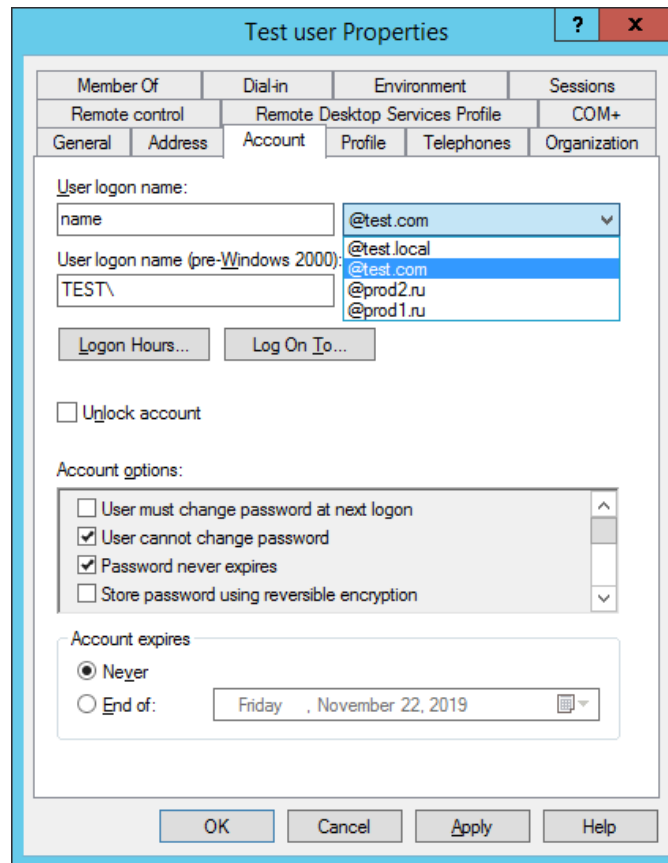 Test user Properties
? x
Member Of Dial-in Environment Sessions
Remote control Remote Desktop Services Profile COM+
General Address Account Profile Telephones Organization
User logon name:
name @test.com
@test.local
User logon name (pre-Windows 2000): @test.com
TEST\ @prod2.ru
@prod1.ru
Logon Hours... Log On To...
Unlock account
Account options:
User must change password at next logon
User cannot change password
Password never expires
Store password using reversible encryption
Account expires
Never
End of: Friday , November 22, 2019
OK Cancel Apply Help